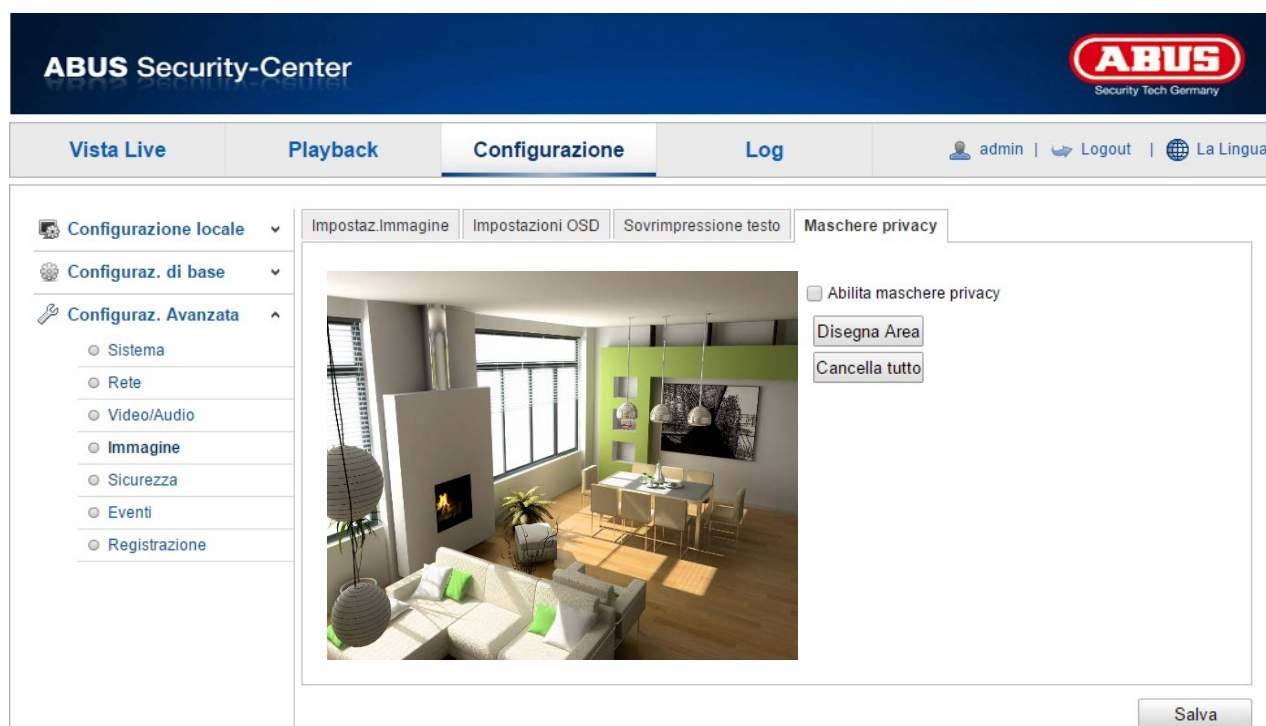 ABUS Security-Center
ABUS
Security Tech Germany
Vista Live
Playback
Configurazione
Log
admin | Logout | La Lingua
Configurazione locale
Configuraz. di base
Configuraz. Avanzata
Sistema
Rete
Video/Audio
Immagine
Sicurezza
Eventi
Registrazione
Impostaz.Immagine
Impostazioni OSD
Sovrimpressione testo
Maschere privacy
Abilita maschere privacy
Disegna Area
Cancella tutto
Salva